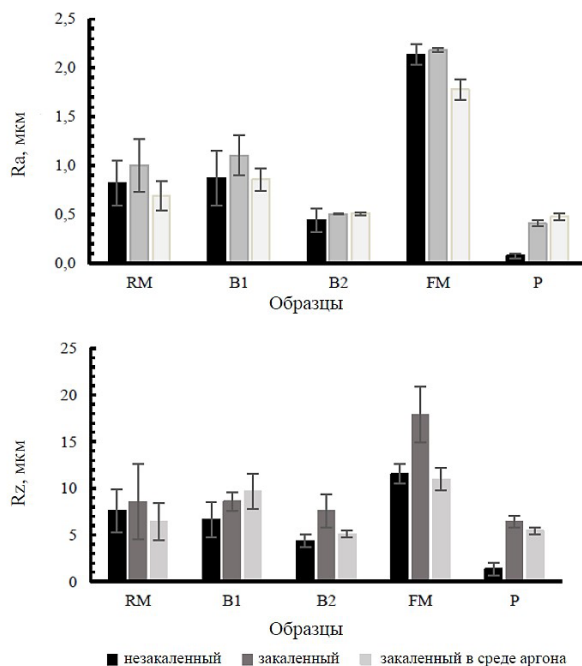 2,5
2,0
1,5
1,0
0,5
0,0
Ra, мкм
RM B1 B2 FM P
Образцы
25
20
15
10
5
0
Rz, мкм
RM B1 B2 FM P
Образцы
незакаленный закаленный закаленный в среде аргона